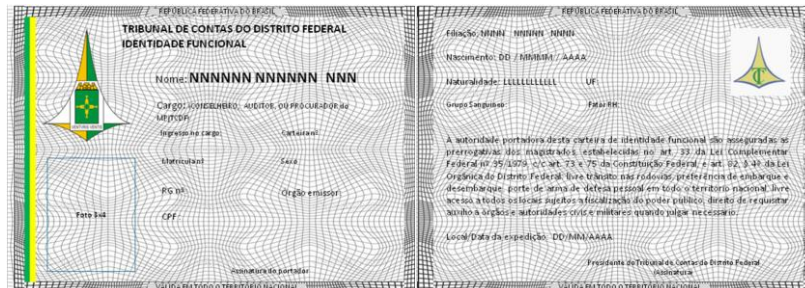 REPÚBLICA FEDERATIVA DO BRASIL
TRIBUNAL DE CONTAS DO DISTRITO FEDERAL
IDENTIDADE FUNCIONAL
Nome: NNNNNN NNNNNN NNN
Cargo: (CONSELHEIRO, AUDITOR, OU PROCURADOR do
MPJTCDF)
Ingresso no cargo: Carteira nº
Matrícula nº Série
RG nº Órgão emissor:
Foto 3x4
CPF
Assinatura do portador
VÁLIDA EM TODO O TERRITÓRIO NACIONAL
REPÚBLICA FEDERATIVA DO BRASIL
Filiação: NNNN NNNNN NNNN
Nascimento: DD / MMMM / AAAA
Naturalidade: LLLLLLLLLLLL UF:
Grupo Sanguíneo Fator RH:
À autoridade portadora desta carteira de identidade funcional são asseguradas as
prerrogativas dos magistrados, estabelecidas no art. 33 da Lei Complementar
Federal nº 35/1979, c/c art. 73 e 75 da Constituição Federal, e art. 82, § 4º da Lei
Orgânica do Distrito Federal, livre trânsito nas rodovias, preferência de embarque e
desembarque, porte de arma de defesa pessoal em todo o território nacional, livre
acesso a todos os locais sujeitos a fiscalização do poder público, direito de requisitar
auxílio a órgãos e autoridades civis e militares quando julgar necessário.
Local/Data da expedição: DD/MM/AAAA.
Presidente do Tribunal de Contas do Distrito Federal
(Assinatura)
VÁLIDA EM TODO O TERRITÓRIO NACIONAL